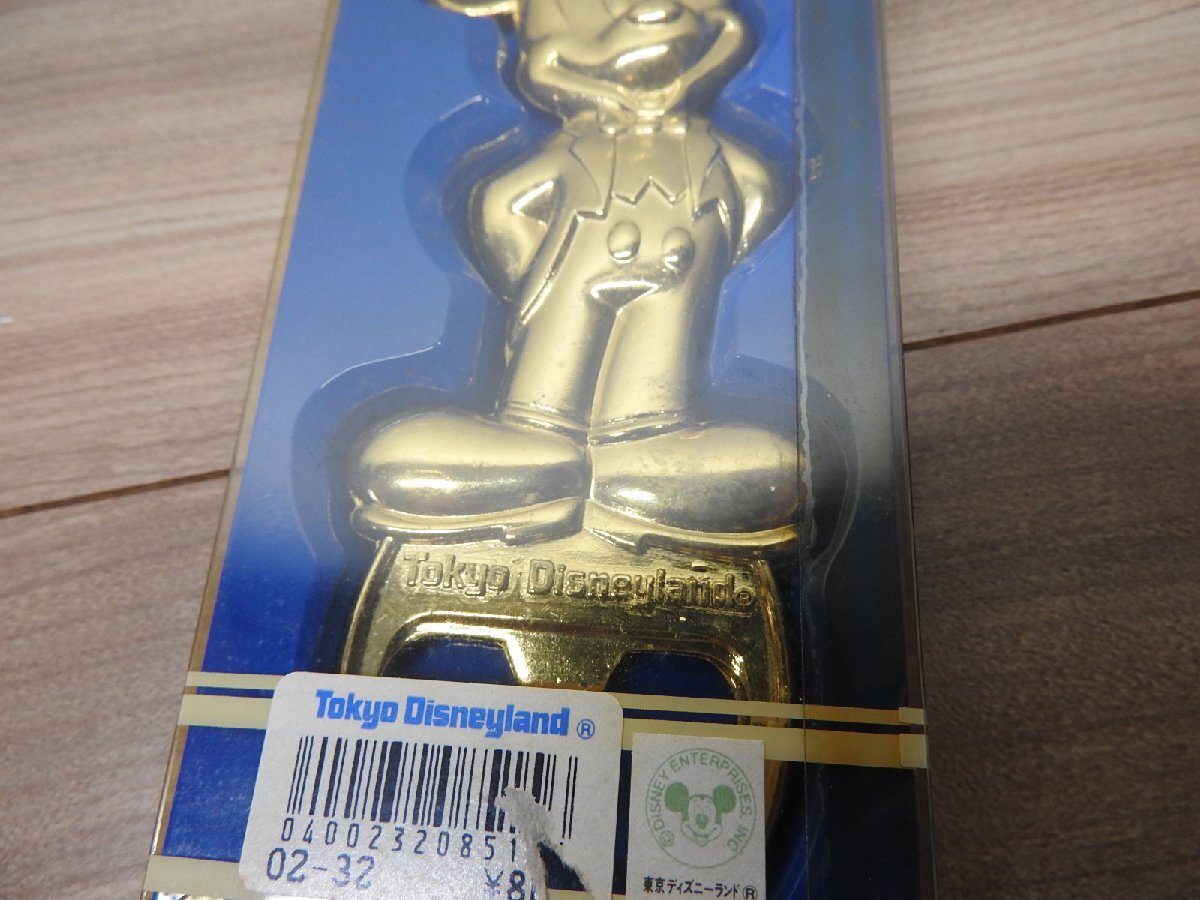 Tokyo Disneyland®
Tokyo Disneyland ®
04002320851
02-32
¥8
©DISNEY ENTERPRISES, INC
東京ディズニーランド®